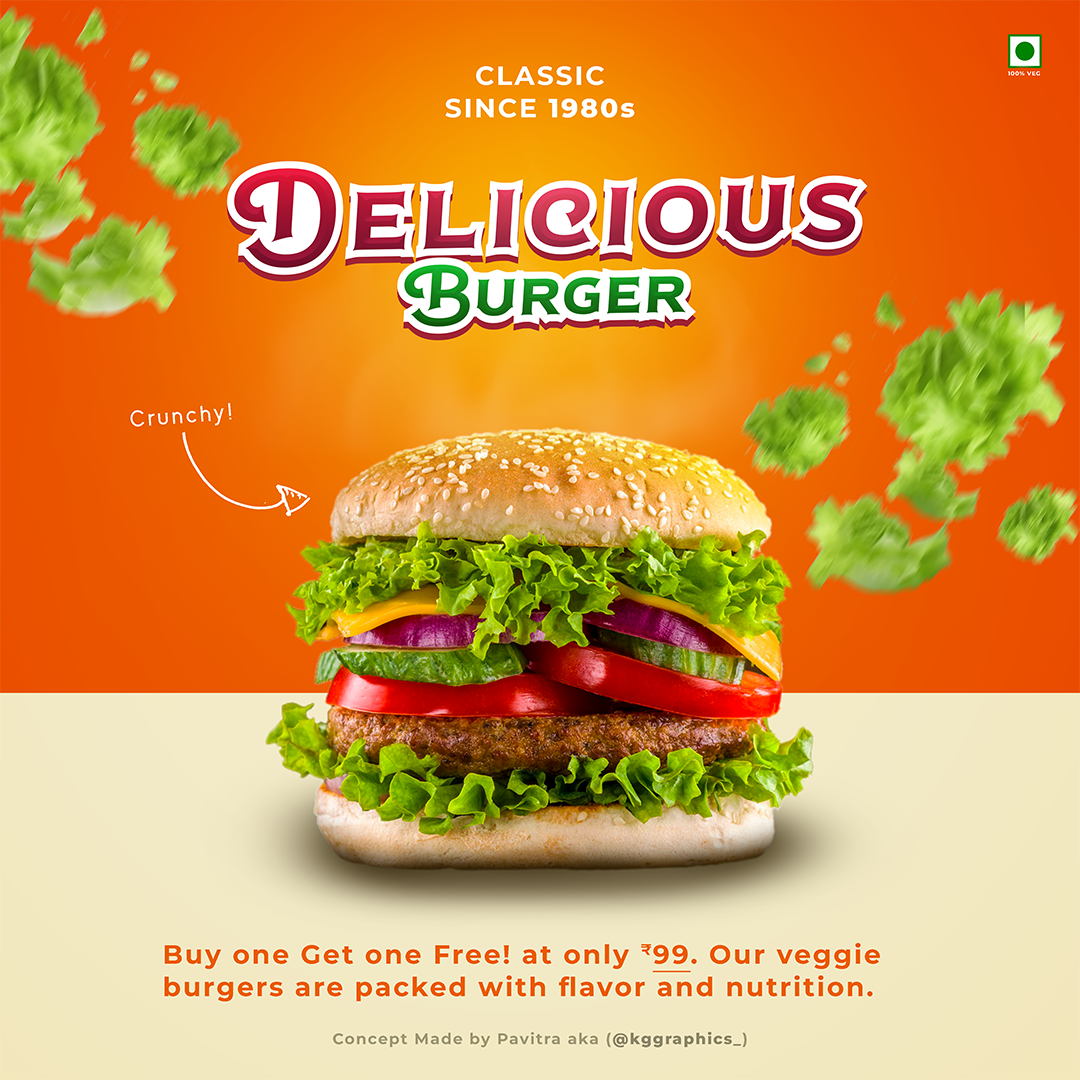 100% VEG
CLASSIC
SINCE 1980s
DELICIOUS
BURGER
Crunchy!
Buy one Get one Free! at only ₹99. Our veggie
burgers are packed with flavor and nutrition.
Concept Made by Pavitra aka (@kggraphics_)